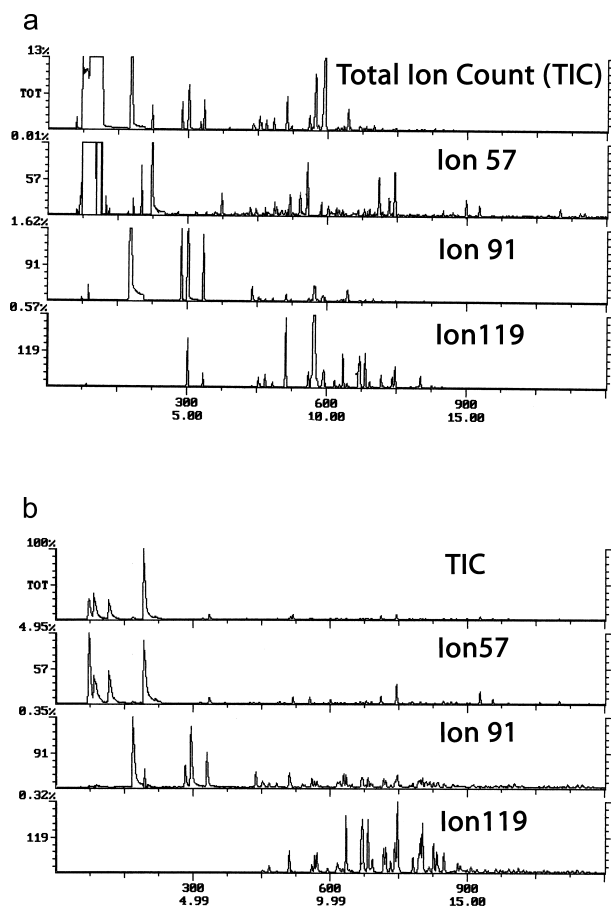 a
13%
TOT
Total Ion Count (TIC)
0.01%
57
Ion 57
1.62%
91
Ion 91
0.57%
119
Ion119
300 600 900
5.00 10.00 15.00
b
100%
TOT
TIC
4.95%
57
Ion57
0.35%
91
Ion 91
0.32%
119
Ion119
300 600 900
4.99 9.99 15.00